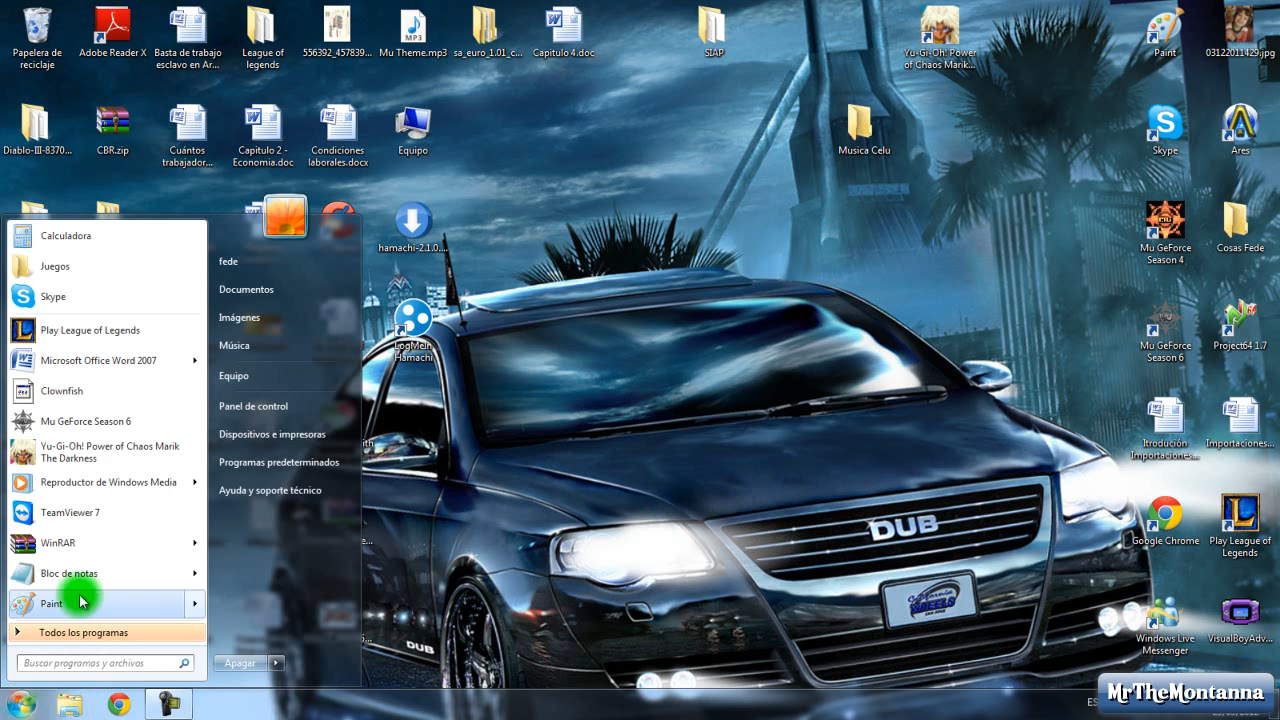 Papelera de
reciclaje
Adobe Reader X
Basta de trabajo
esclavo en Ar...
League of
legends
556392_457839...
Mu Theme.mp3
sa_euro_1.01_c...
Capitulo 4.doc
SIAP
Yu-Gi-Oh! Power
of Chaos Marik...
Paint
03122011429.jpg
Diablo-III-8370...
CBR.zip
Cuántos
trabajador...
Capitulo 2 -
Economia.doc
Condiciones
laborales.docx
Equipo
Musica Celu
Skype
Ares
hamachi-2.1.0....
Mu GeForce
Season 4
Cosas Fede
LogMeIn
Hamachi
Mu GeForce
Season 6
Project64 1.7
Itrodución
Importaciones...
Importaciones...
Google Chrome
Play League of
Legends
Windows Live
Messenger
VisualBoyAdv...
Calculadora
Juegos
Skype
Play League of Legends
Microsoft Office Word 2007
Clownfish
Mu GeForce Season 6
Yu-Gi-Oh! Power of Chaos Marik
The Darkness
Reproductor de Windows Media
TeamViewer 7
WinRAR
Bloc de notas
Paint
Todos los programas
Buscar programas y archivos
fede
Documentos
Imágenes
Música
Equipo
Panel de control
Dispositivos e impresoras
Programas predeterminados
Ayuda y soporte técnico
Apagar
DUB
California
WHEELS
DUB
ES
MrTheMontanna